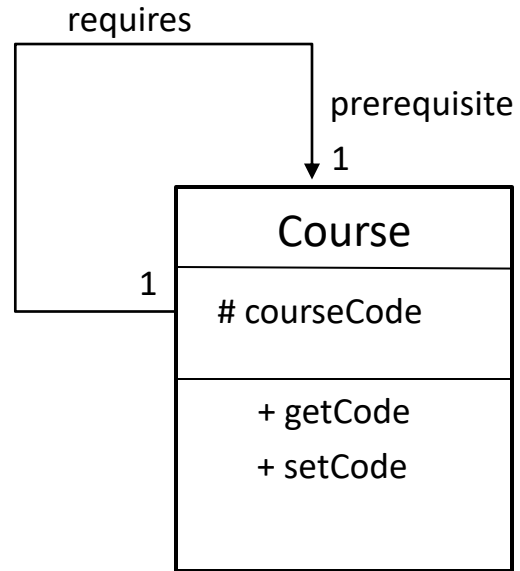 requires
prerequisite
1
Course
1
# courseCode
+ getCode
+ setCode